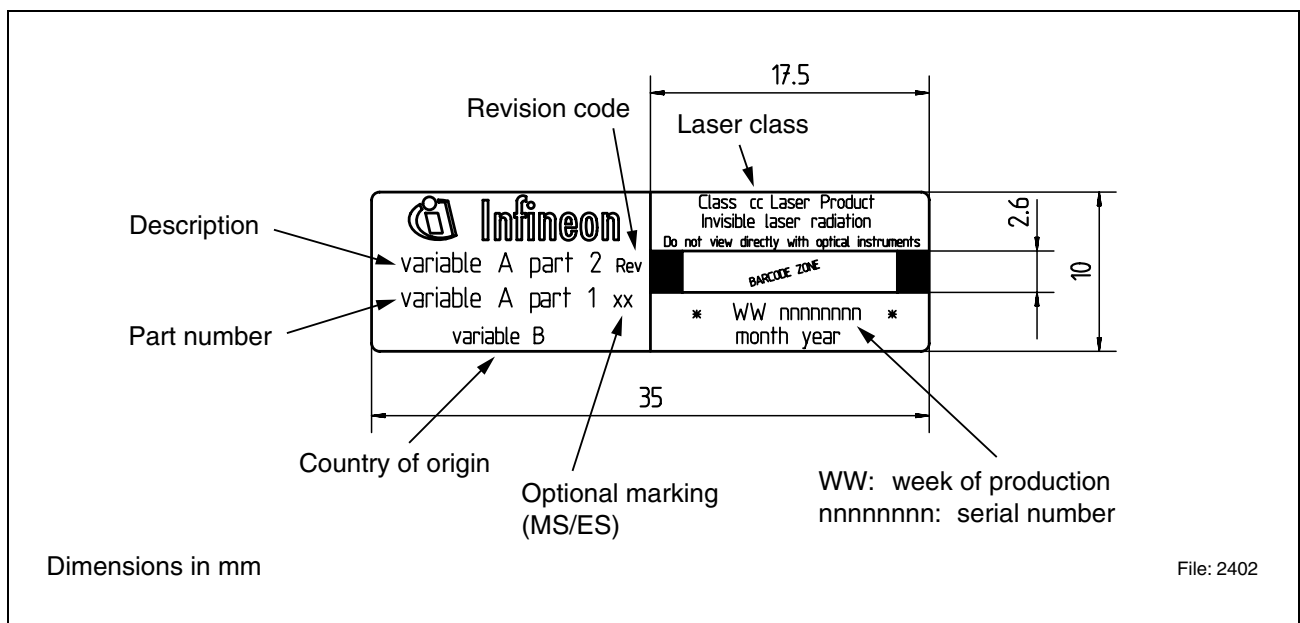 17.5
Revision code
Laser class
Infineon
Class cc Laser Product
Invisible laser radiation
Do not view directly with optical instruments
2.6
10
Description
variable A part 2 Rev
BARCODE ZONE
variable A part 1 xx
* WW nnnnnnnn *
Part number
variable B
month year
35
Country of origin
Optional marking
(MS/ES)
WW: week of production
nnnnnnnnn: serial number
Dimensions in mm
File: 2402